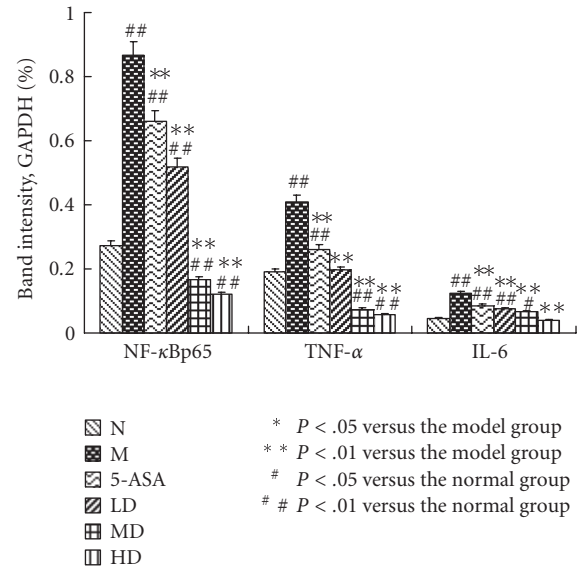 Band intensity, GAPDH (%)
1
0.8
0.6
0.4
0.2
0
##
**
##
**
##
**
##
**
##
##
**
##
**
**
##
**
##
##
**
##
**
##
**
#
**
NF-κBp65 TNF-α IL-6
N
M
5-ASA
LD
MD
HD
* P < .05 versus the model group
** P < .01 versus the model group
# P < .05 versus the normal group
## P < .01 versus the normal group